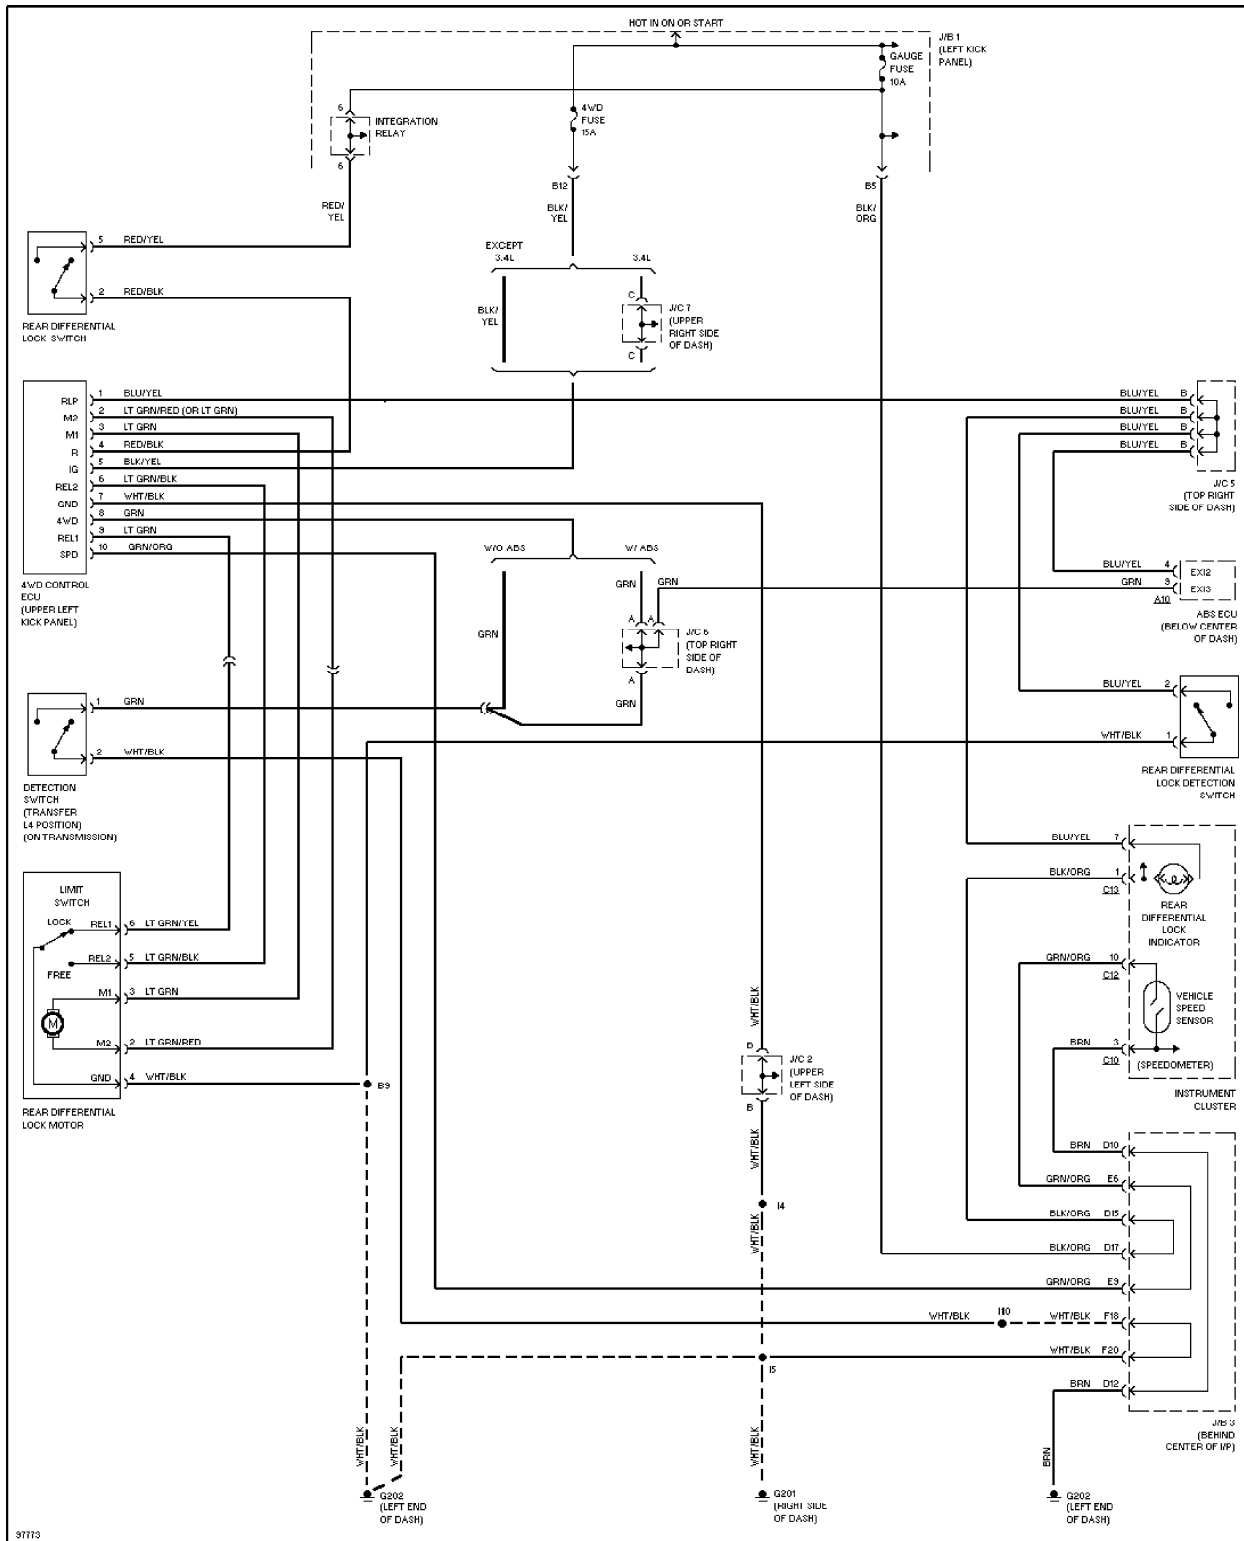 HOT IN ON OR START
J/B 1
(LEFT KICK
PANEL)
GAUGE
FUSE
10A
4WD
FUSE
15A
6
INTEGRATION
RELAY
6
B12
B5
RED/
YEL
BLK/
YEL
BLK/
ORG
5 RED/YEL
2 RED/BLK
REAR DIFFERENTIAL
LOCK SWITCH
EXCEPT
3.4L
3.4L
BLK/
YEL
C
J/C 7
(UPPER
RIGHT SIDE
OF DASH)
C
RLP 1 BLU/YEL
M2 2 LT GRN/RED (OR LT GRN)
M1 3 LT GRN
R 4 RED/BLK
IG 5 BLK/YEL
REL2 6 LT GRN/BLK
GND 7 WHT/BLK
4WD 8 GRN
REL1 9 LT GRN
SPD 10 GRN/ORG
4WD CONTROL
ECU
(UPPER LEFT
KICK PANEL)
BLU/YEL B
BLU/YEL B
BLU/YEL B
BLU/YEL B
J/C 5
(TOP RIGHT
SIDE OF DASH)
W/O ABS
W/ ABS
GRN
GRN
GRN
A A
J/C 6
(TOP RIGHT
SIDE OF
DASH)
A
GRN
BLU/YEL 4 EXI2
GRN 9 EXI3
A10
ABS ECU
(BELOW CENTER
OF DASH)
1 GRN
2 WHT/BLK
DETECTION
SWITCH
(TRANSFER
L4 POSITION)
(ON TRANSMISSION)
BLU/YEL 2
WHT/BLK 1
REAR DIFFERENTIAL
LOCK DETECTION
SWITCH
BLU/YEL 7
BLK/ORG 1
C13
REAR
DIFFERENTIAL
LOCK
INDICATOR
GRN/ORG 10
C12
VEHICLE
SPEED
SENSOR
BRN 3
C10
(SPEEDOMETER)
INSTRUMENT
CLUSTER
LIMIT
SWITCH
LOCK
REL1 6 LT GRN/YEL
REL2 5 LT GRN/BLK
FREE
M1 3 LT GRN
M
M2 2 LT GRN/RED
GND 4 WHT/BLK
REAR DIFFERENTIAL
LOCK MOTOR
B9
WHT/BLK
D
J/C 2
(UPPER
LEFT SIDE
OF DASH)
B
WHT/BLK
I4
WHT/BLK
BRN D10
GRN/ORG E6
BLK/ORG D15
BLK/ORG D17
GRN/ORG E9
WHT/BLK I10 WHT/BLK F18
WHT/BLK F20
I5
BRN D12
J/B 3
(BEHIND
CENTER OF I/P)
WHT/BLK
WHT/BLK
WHT/BLK
BRN
G202
(LEFT END
OF DASH)
G201
(RIGHT SIDE
OF DASH)
G202
(LEFT END
OF DASH)
97773